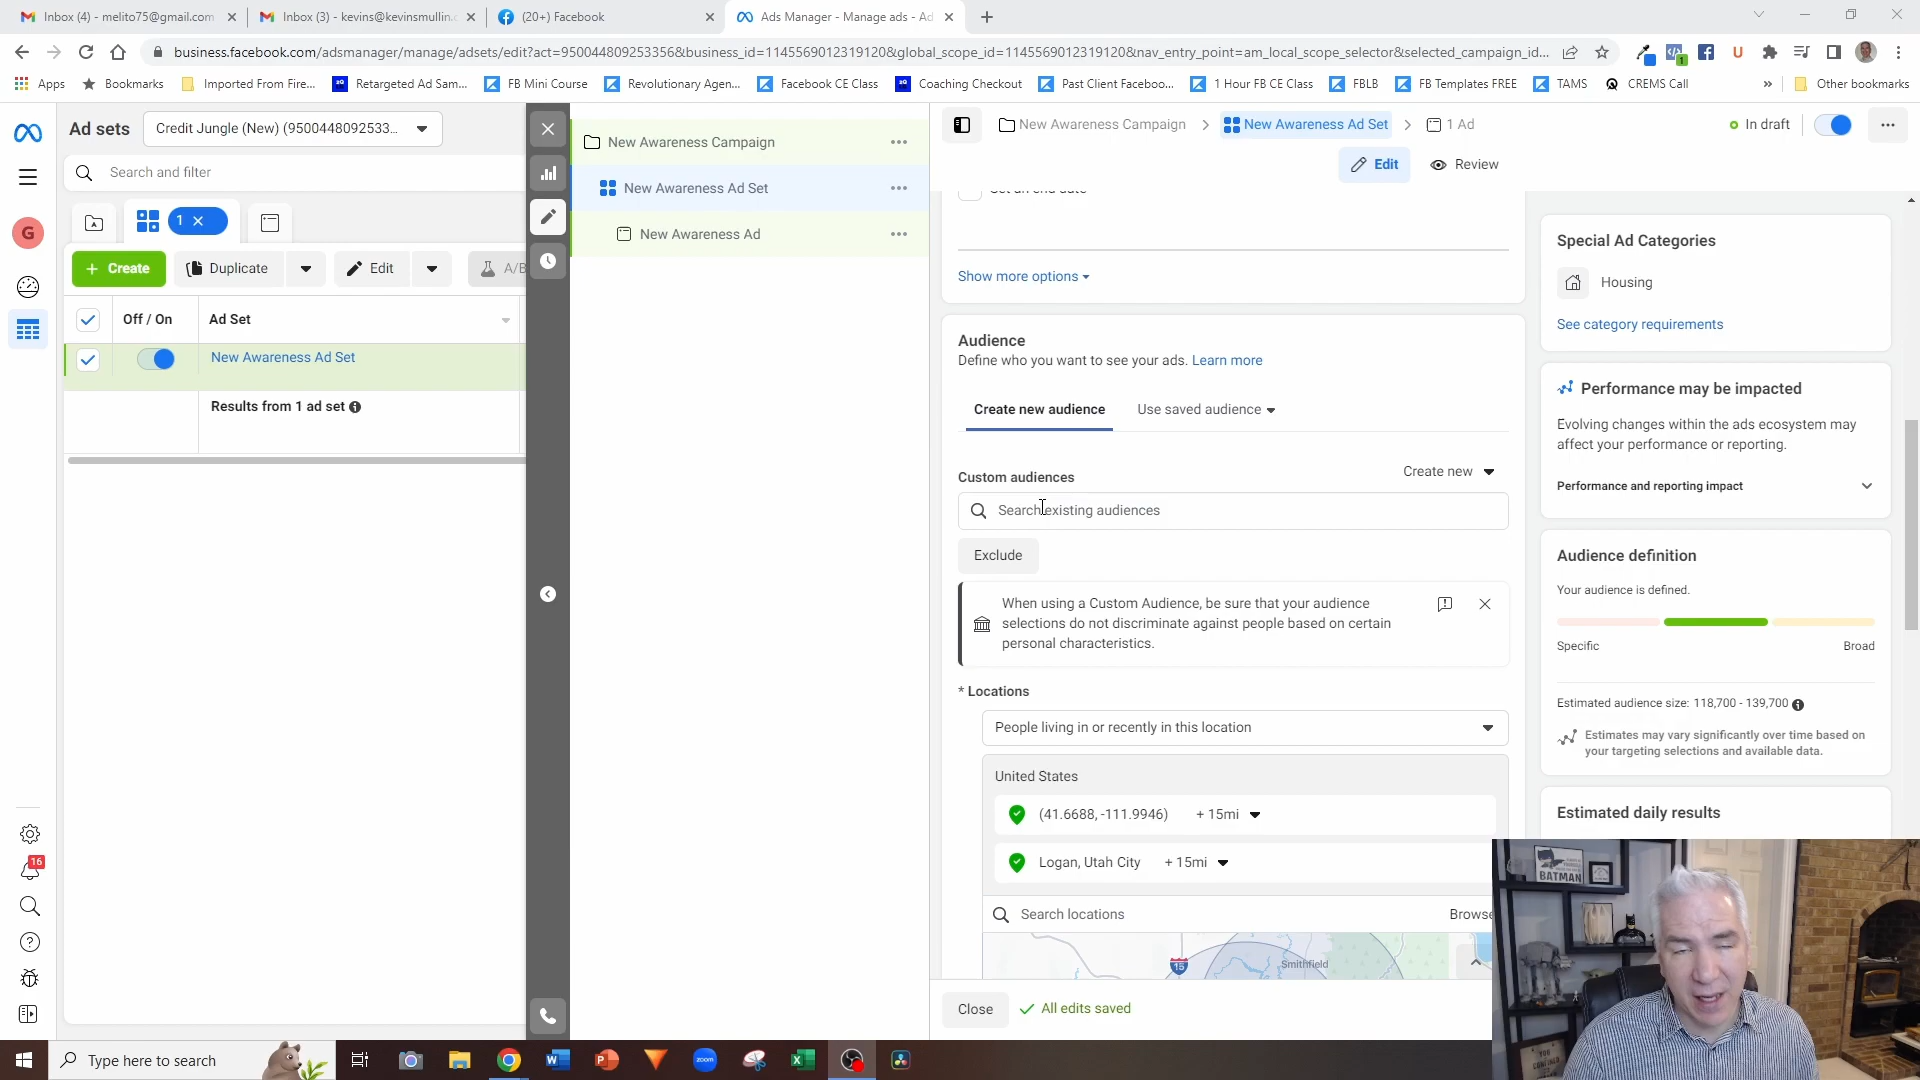 Inbox (4) - melito75@gmail.com
Inbox (3) - kevins@kevinsmullin.c
(20+) Facebook
Ads Manager - Manage ads - Ad
business.facebook.com/adsmanager/manage/adsets/edit?act=950044809253356&business_id=1145569012319120&global_scope_id=1145569012319120&nav_entry_point=am_local_scope_selector&selected_campaign_id...
Apps
Bookmarks
Imported From Fire...
Retargeted Ad Sam...
FB Mini Course
Revolutionary Agen...
Facebook CE Class
Coaching Checkout
Past Client Faceboo...
1 Hour FB CE Class
FBLB
FB Templates FREE
TAMS
CREMS Call
»
Other bookmarks
Ad sets
Credit Jungle (New) (9500448092533...
Search and filter
G
1
+ Create
Duplicate
Edit
A/B
Off / On
Ad Set
New Awareness Ad Set
Results from 1 ad set
16
New Awareness Campaign
New Awareness Ad Set
New Awareness Ad
New Awareness Campaign
New Awareness Ad Set
1 Ad
In draft
Edit
Review
Set an end date
Show more options
Audience
Define who you want to see your ads. Learn more
Create new audience
Use saved audience
Custom audiences
Create new
Search existing audiences
Exclude
When using a Custom Audience, be sure that your audience
selections do not discriminate against people based on certain
personal characteristics.
* Locations
People living in or recently in this location
United States
(41.6688, -111.9946) + 15mi
Logan, Utah City + 15mi
Search locations
Browse
15
Smithfield
Close
All edits saved
Special Ad Categories
Housing
See category requirements
Performance may be impacted
Evolving changes within the ads ecosystem may
affect your performance or reporting.
Performance and reporting impact
Audience definition
Your audience is defined.
Specific
Broad
Estimated audience size: 118,700 - 139,700
Estimates may vary significantly over time based on
your targeting selections and available data.
Estimated daily results
BATMAN
Type here to search
zoom